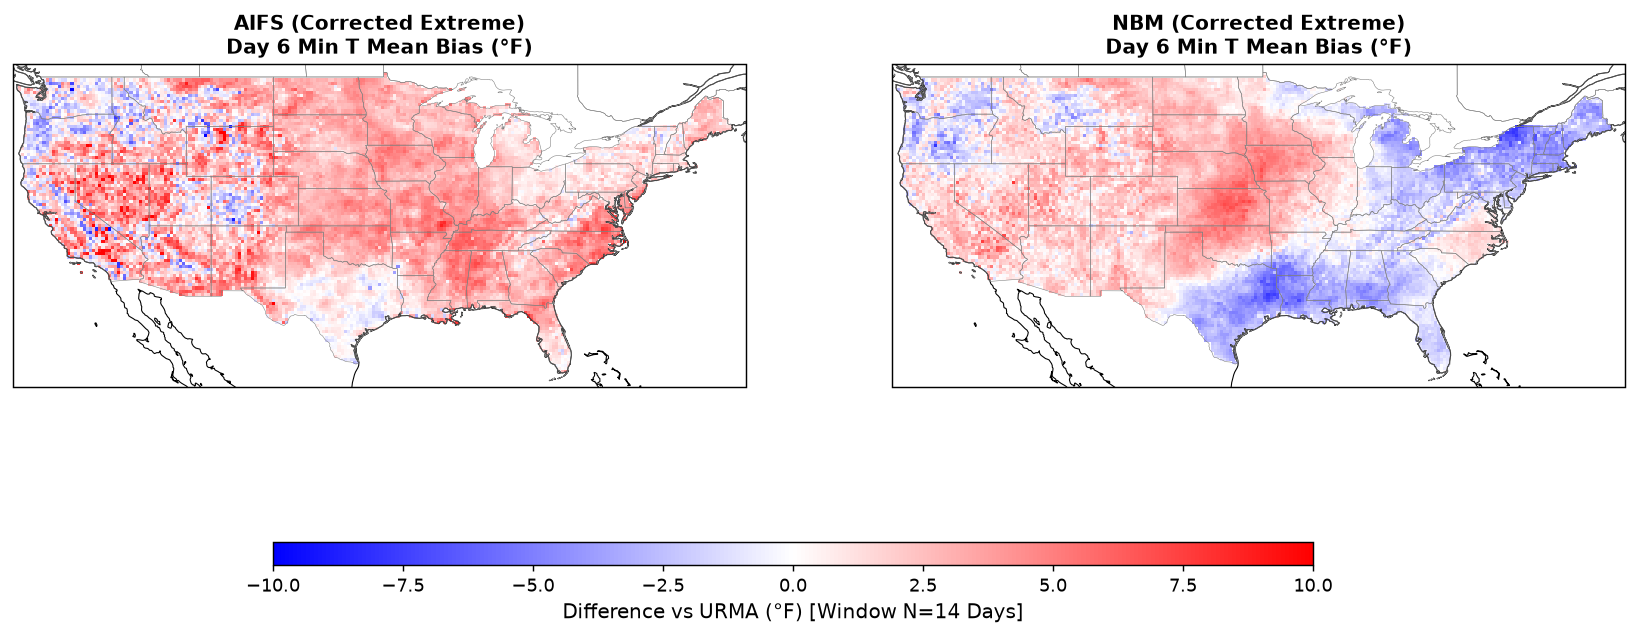 AIFS (Corrected Extreme)
Day 6 Min T Mean Bias (°F)
NBM (Corrected Extreme)
Day 6 Min T Mean Bias (°F)
−10.0 −7.5 −5.0 −2.5 0.0 2.5 5.0 7.5 10.0
Difference vs URMA (°F) [Window N=14 Days]